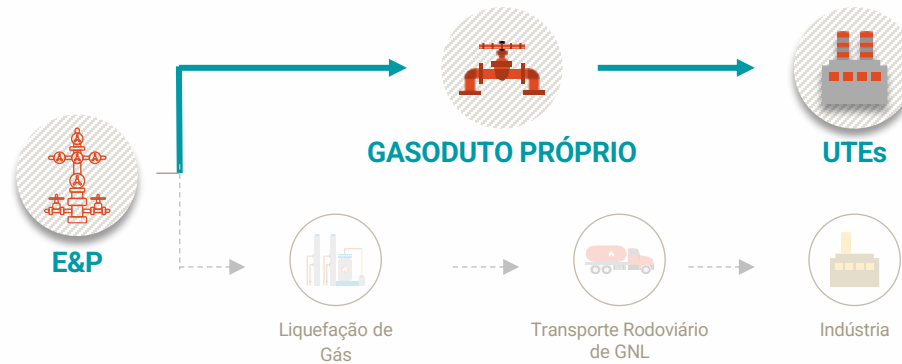 GASODUTO PRÓPRIO
UTEs
E&P
Liquefação de
Gás
Transporte Rodoviário
de GNL
Indústria